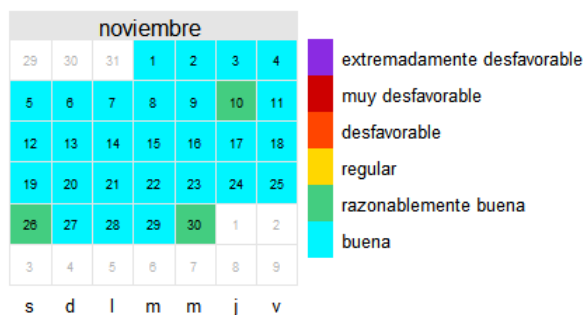 noviembre
29 30 31 1 2 3 4
5 6 7 8 9 10 11
12 13 14 15 16 17 18
19 20 21 22 23 24 25
26 27 28 29 30 1 2
3 4 5 6 7 8 9
s d l m m j v
extremadamente desfavorable
muy desfavorable
desfavorable
regular
razonablemente buena
buena